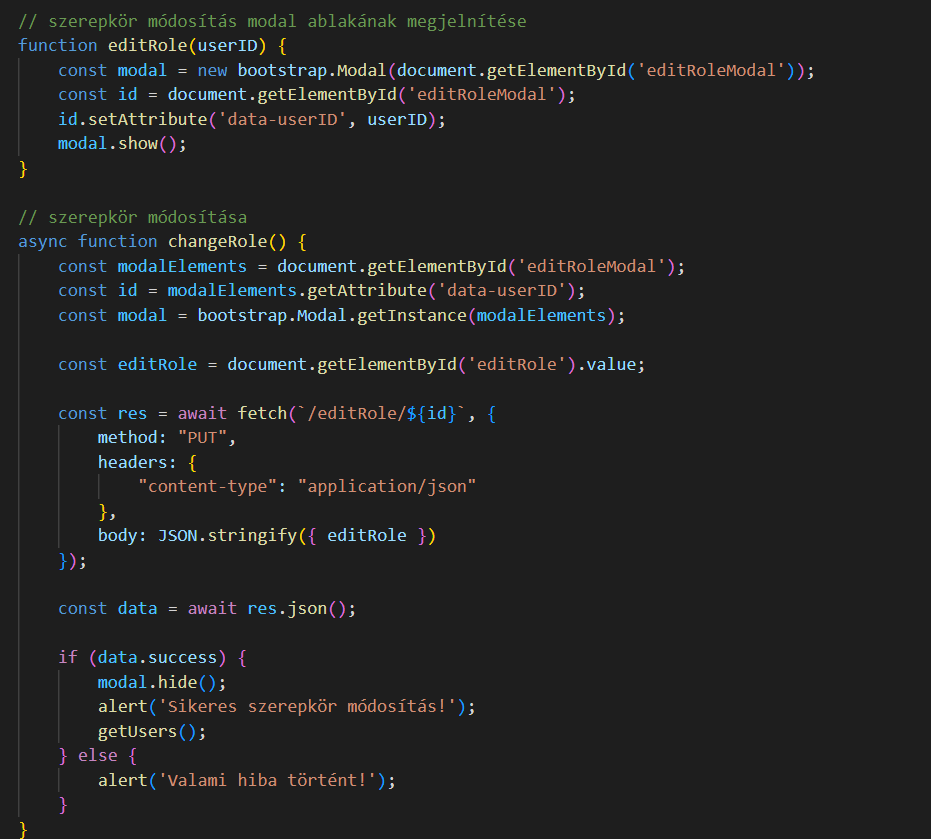 // szerepkör módosítás modal ablakának megjelnítése
function editRole(userID) {
    const modal = new bootstrap.Modal(document.getElementById('editRoleModal'));
    const id = document.getElementById('editRoleModal');
    id.setAttribute('data-userID', userID);
    modal.show();
}

// szerepkör módosítása
async function changeRole() {
    const modalElements = document.getElementById('editRoleModal');
    const id = modalElements.getAttribute('data-userID');
    const modal = bootstrap.Modal.getInstance(modalElements);

    const editRole = document.getElementById('editRole').value;

    const res = await fetch(`/editRole/${id}`, {
        method: "PUT",
        headers: {
            "content-type": "application/json"
        },
        body: JSON.stringify({ editRole })
    });

    const data = await res.json();

    if (data.success) {
        modal.hide();
        alert('Sikeres szerepkör módosítás!');
        getUsers();
    } else {
        alert('Valami hiba történt!');
    }
}